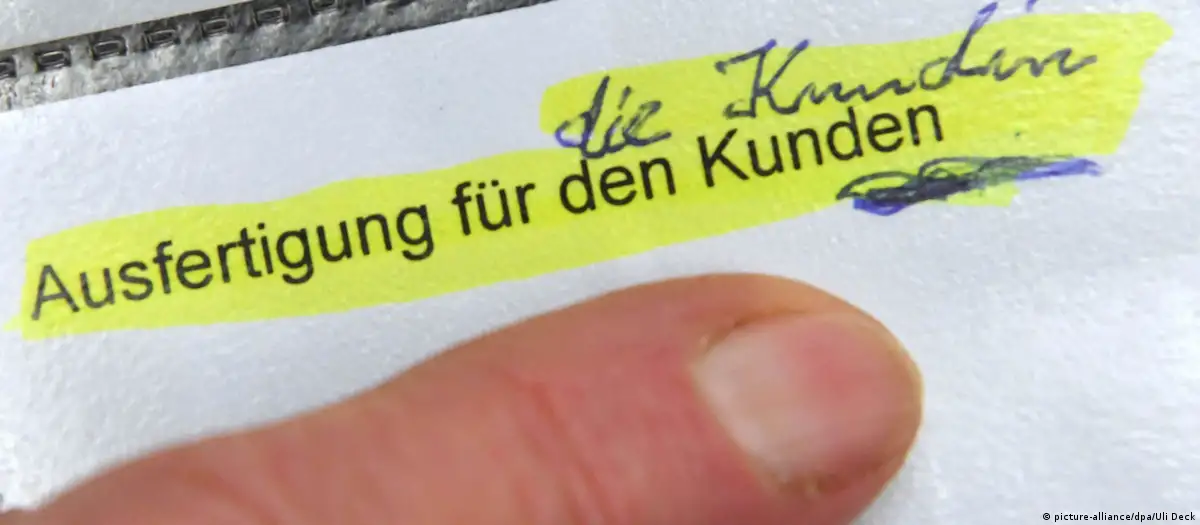 die Kundin
Ausfertigung für den Kunden
© picture-alliance/dpa/Uli Deck